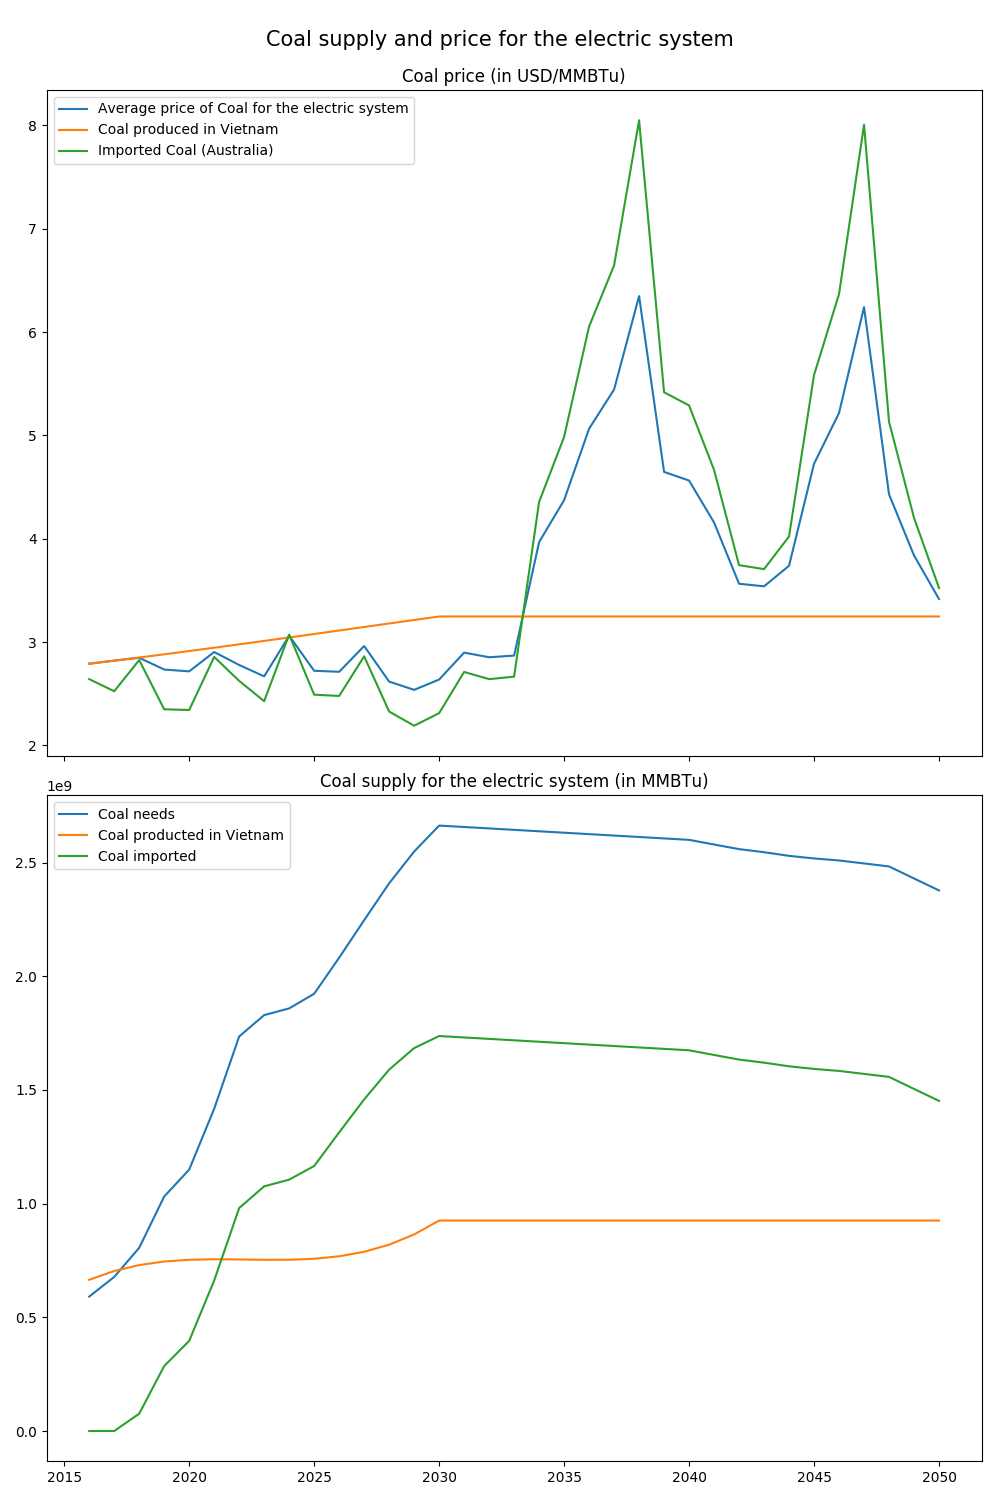 Coal supply and price for the electric system
Coal price (in USD/MMBTu)
Average price of Coal for the electric system
Coal produced in Vietnam
Imported Coal (Australia)
8
7
6
5
4
3
2
Coal supply for the electric system (in MMBTu)
1e9
Coal needs
Coal producted in Vietnam
Coal imported
2.5
2.0
1.5
1.0
0.5
0.0
2015 2020 2025 2030 2035 2040 2045 2050